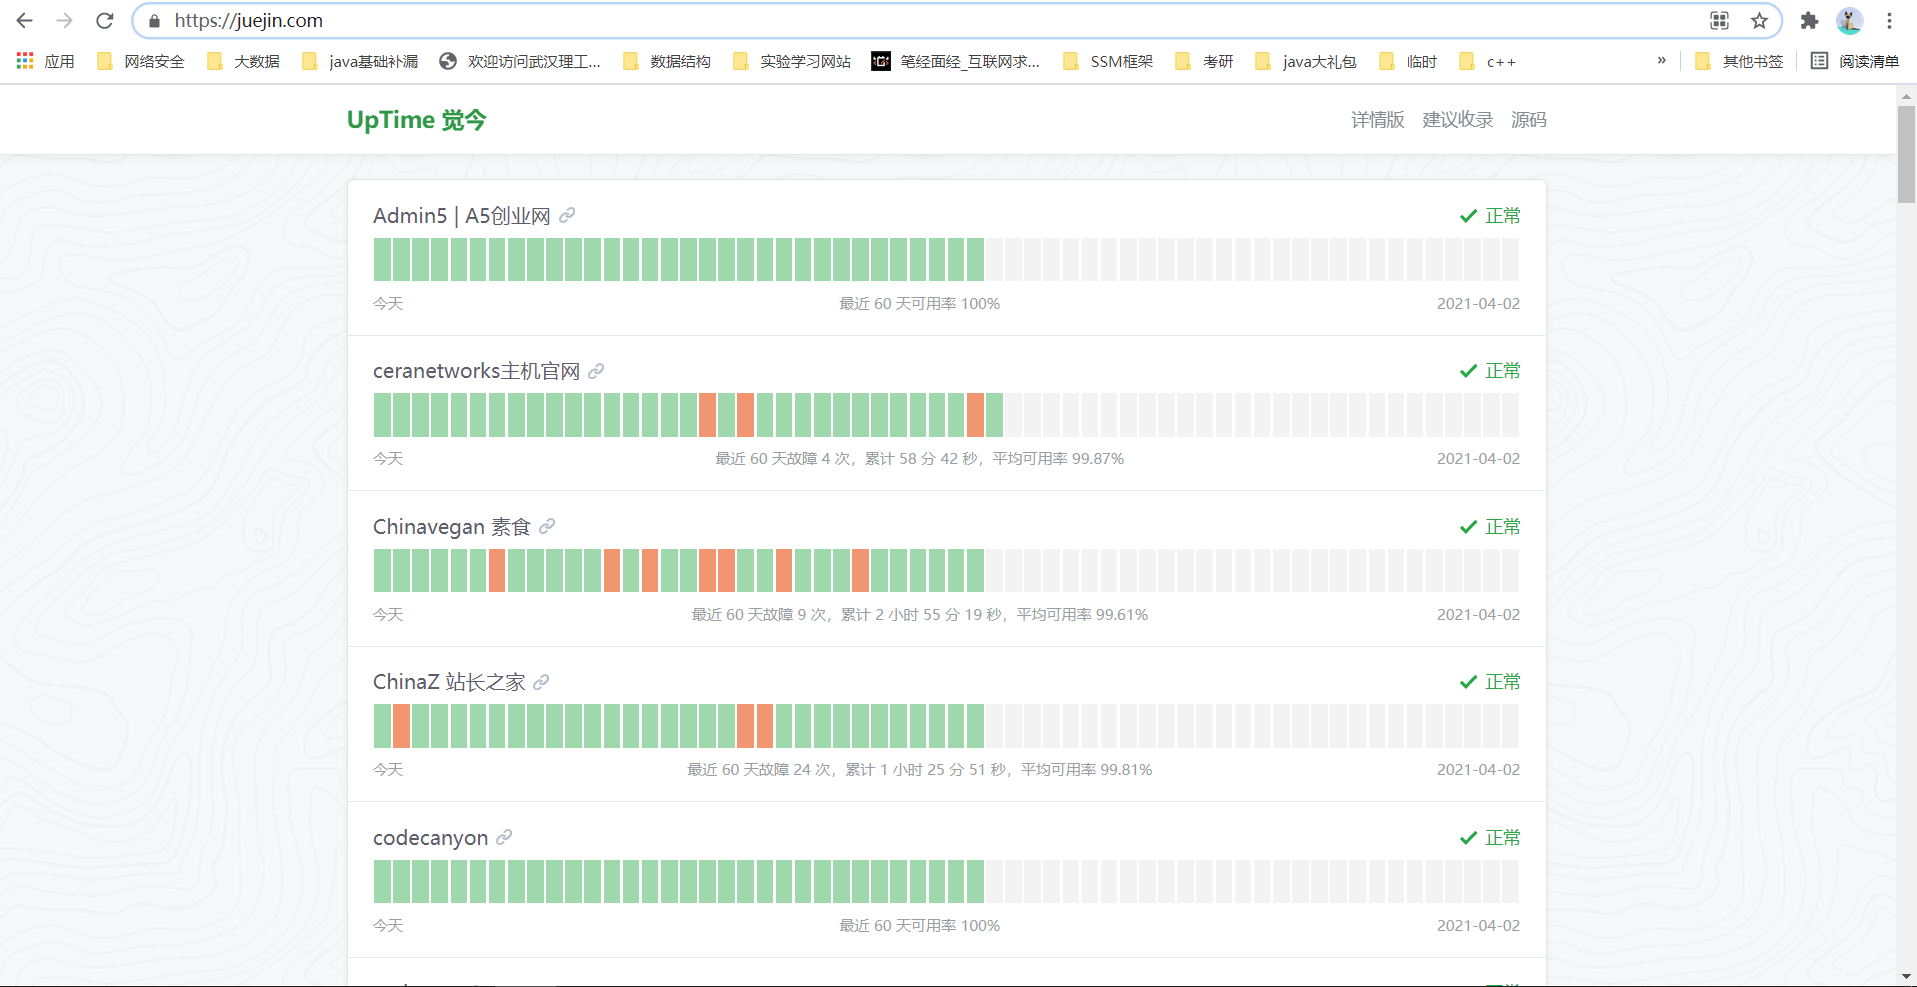 https://juejin.com
应用 网络安全 大数据 java基础补漏 欢迎访问武汉理工... 数据结构 实验学习网站 笔经面经_互联网求... SSM框架 考研 java大礼包 临时 c++ » 其他书签 阅读清单
UpTime 觉今 详情版 建议收录 源码
Admin5 | A5创业网 正常
今天 最近 60 天可用率 100% 2021-04-02
ceranetworks主机官网 正常
今天 最近 60 天故障 4 次，累计 58 分 42 秒，平均可用率 99.87% 2021-04-02
Chinavegan 素食 正常
今天 最近 60 天故障 9 次，累计 2 小时 55 分 19 秒，平均可用率 99.61% 2021-04-02
ChinaZ 站长之家 正常
今天 最近 60 天故障 24 次，累计 1 小时 25 分 51 秒，平均可用率 99.81% 2021-04-02
codecanyon 正常
今天 最近 60 天可用率 100% 2021-04-02